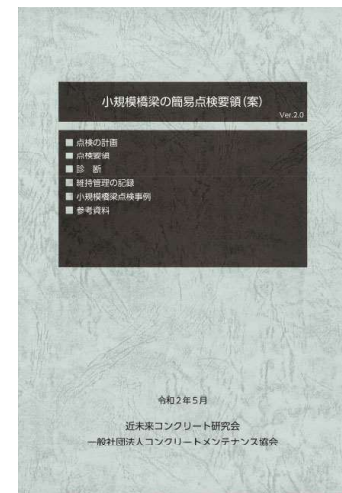 小規模橋梁の簡易点検要領（案）
Ver.2.0
■ 点検の計画
■ 点検要領
■ 診　断
■ 維持管理の記録
■ 小規模橋梁点検事例
■ 参考資料
令和2年5月
近未来コンクリート研究会
一般社団法人コンクリートメンテナンス協会